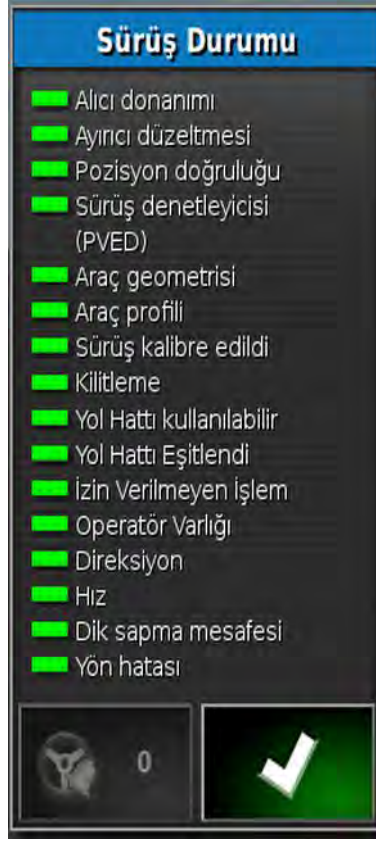 Sürüş Durumu
Alıcı donanımı
Ayırıcı düzeltmesi
Pozisyon doğruluğu
Sürüş denetleyicisi
(PVED)
Araç geometrisi
Araç profili
Sürüş kalibre edildi
Kilitleme
Yol Hattı kullanılabilir
Yol Hattı Eşitlendi
İzin Verilmeyen İşlem
Operatör Varlığı
Direksiyon
Hız
Dik sapma mesafesi
Yön hatası
0